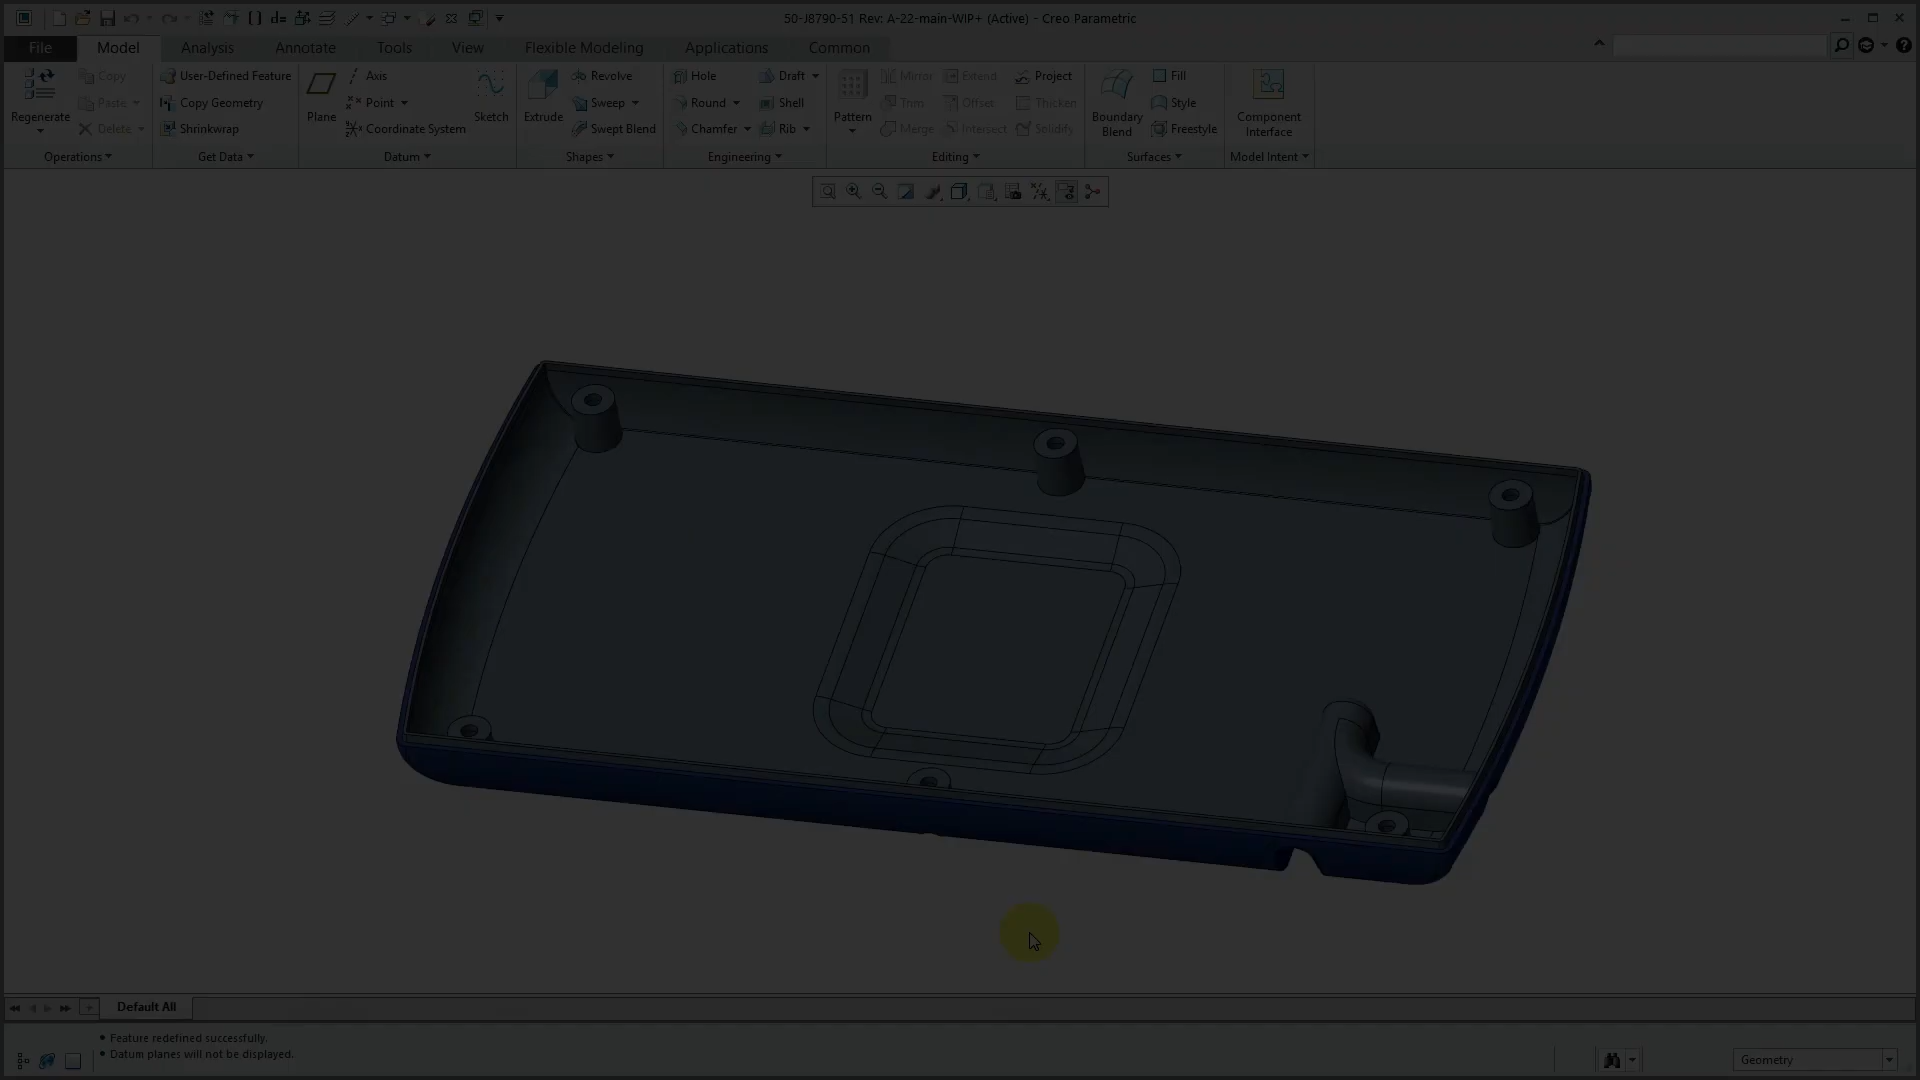 50-J8790-51 Rev: A-22-main-WIP+ (Active) - Creo Parametric
File Model Analysis Annotate Tools View Flexible Modeling Applications Common
Copy User-Defined Feature Axis Revolve Hole Draft Mirror Extend Project Fill
Paste Copy Geometry Point Sweep Round Shell Trim Offset Thicken Style
Regenerate Plane Sketch Extrude Pattern Boundary Blend Component Interface
Delete Shrinkwrap Coordinate System Swept Blend Chamfer Rib Merge Intersect Solidify Freestyle
Operations Get Data Datum Shapes Engineering Editing Surfaces Model Intent
Default All
• Feature redefined successfully.
• Datum planes will not be displayed.
Geometry